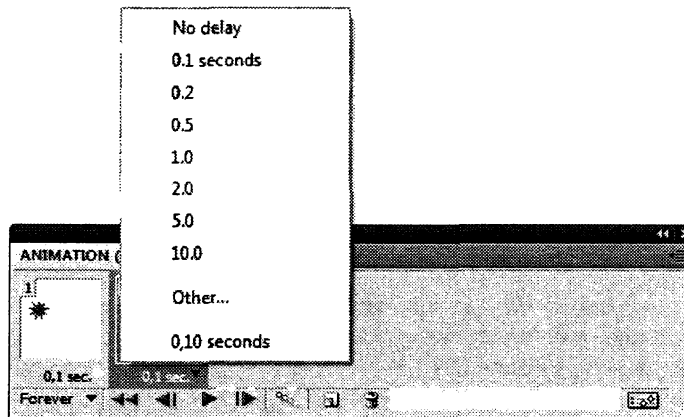 No delay
0.1 seconds
0.2
0.5
1.0
2.0
5.0
10.0
Other...
0,10 seconds
ANIMATION (
1
0,1 sec.
0,1 sec.
Forever